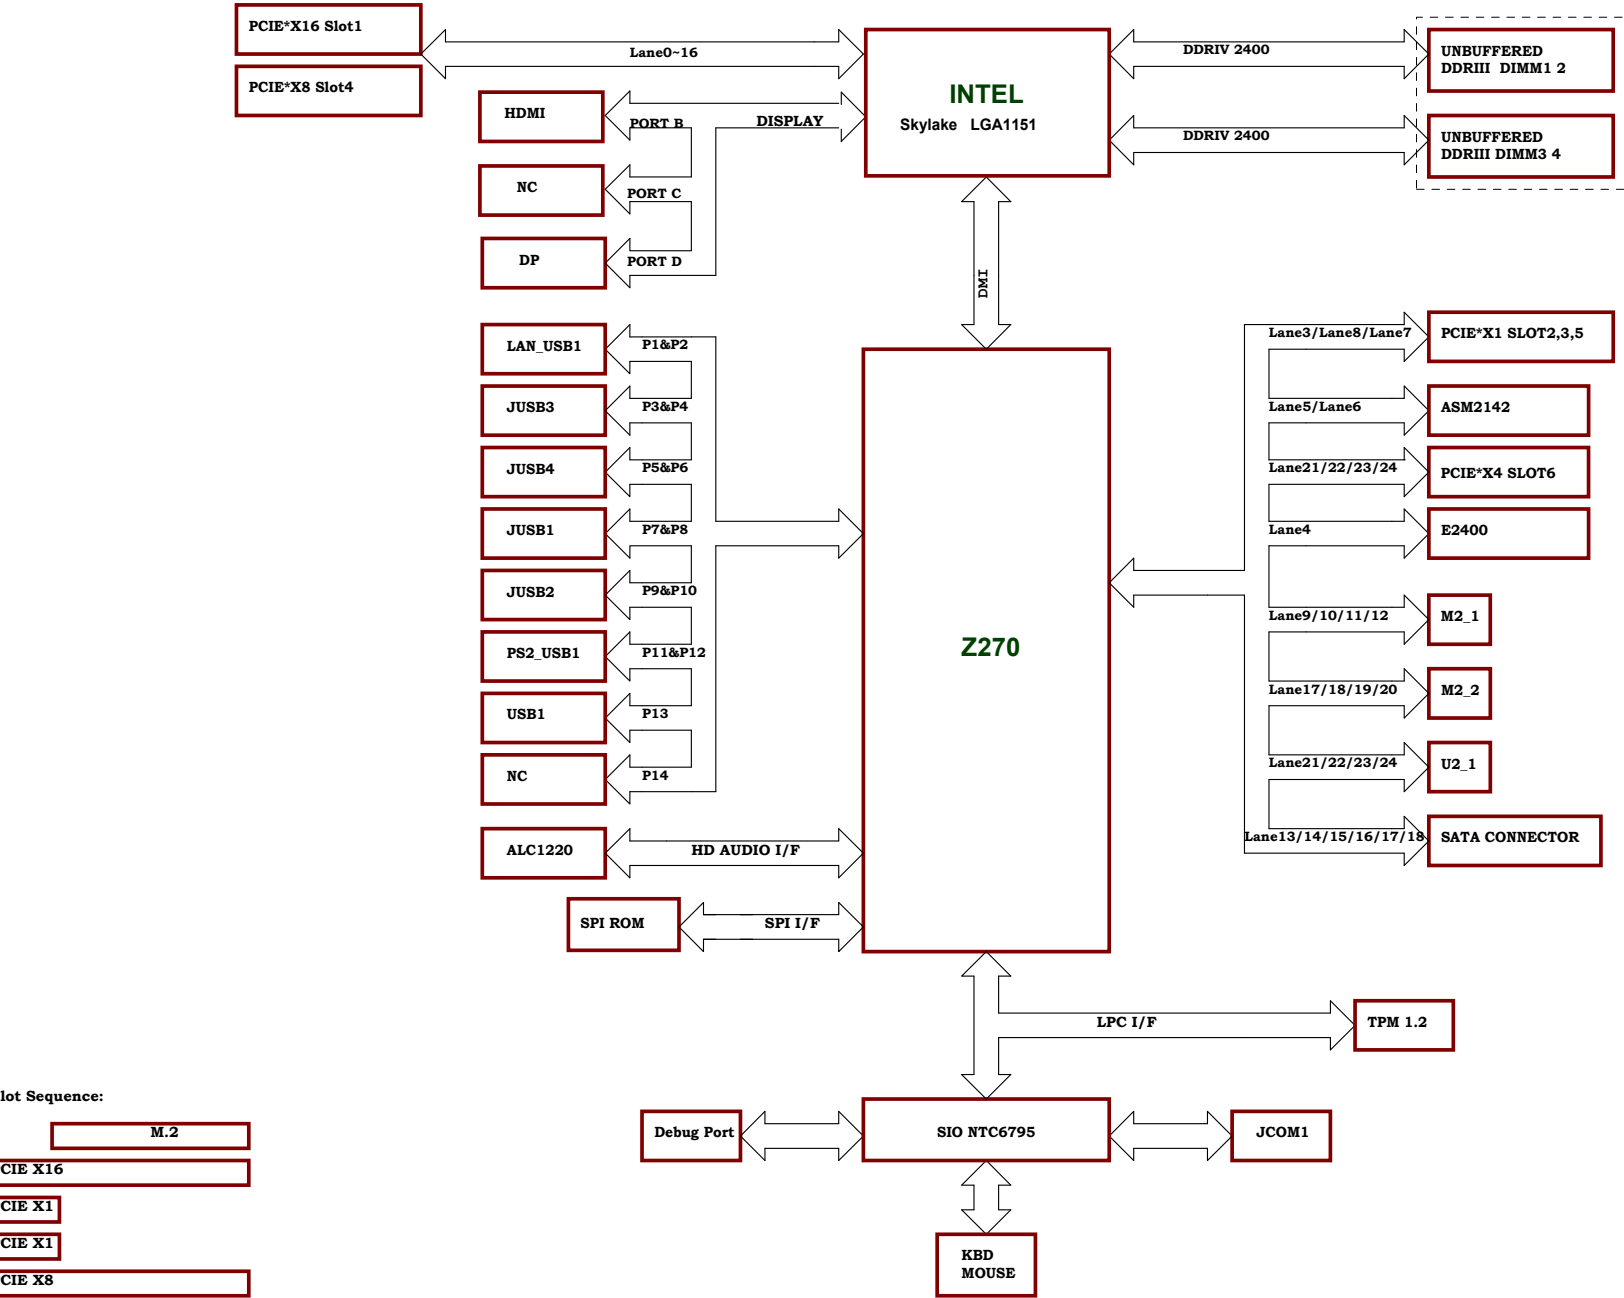 PCIE*X16 Slot1
PCIE*X8 Slot4
Lane0~16
INTEL
Skylake LGA1151
DDRIV 2400
UNBUFFERED
DDRIII DIMM1 2
DDRIV 2400
UNBUFFERED
DDRIII DIMM3 4
HDMI
PORT B
DISPLAY
NC
PORT C
DP
PORT D
DMI
LAN_USB1
P1&P2
JUSB3
P3&P4
JUSB4
P5&P6
JUSB1
P7&P8
JUSB2
P9&P10
PS2_USB1
P11&P12
USB1
P13
NC
P14
ALC1220
HD AUDIO I/F
SPI ROM
SPI I/F
Z270
Lane3/Lane8/Lane7
PCIE*X1 SLOT2,3,5
Lane5/Lane6
ASM2142
Lane21/22/23/24
PCIE*X4 SLOT6
Lane4
E2400
Lane9/10/11/12
M2_1
Lane17/18/19/20
M2_2
Lane21/22/23/24
U2_1
Lane13/14/15/16/17/18
SATA CONNECTOR
LPC I/F
TPM 1.2
Debug Port
SIO NTC6795
JCOM1
KBD
MOUSE
lot Sequence:
M.2
CIE X16
CIE X1
CIE X1
CIE X8